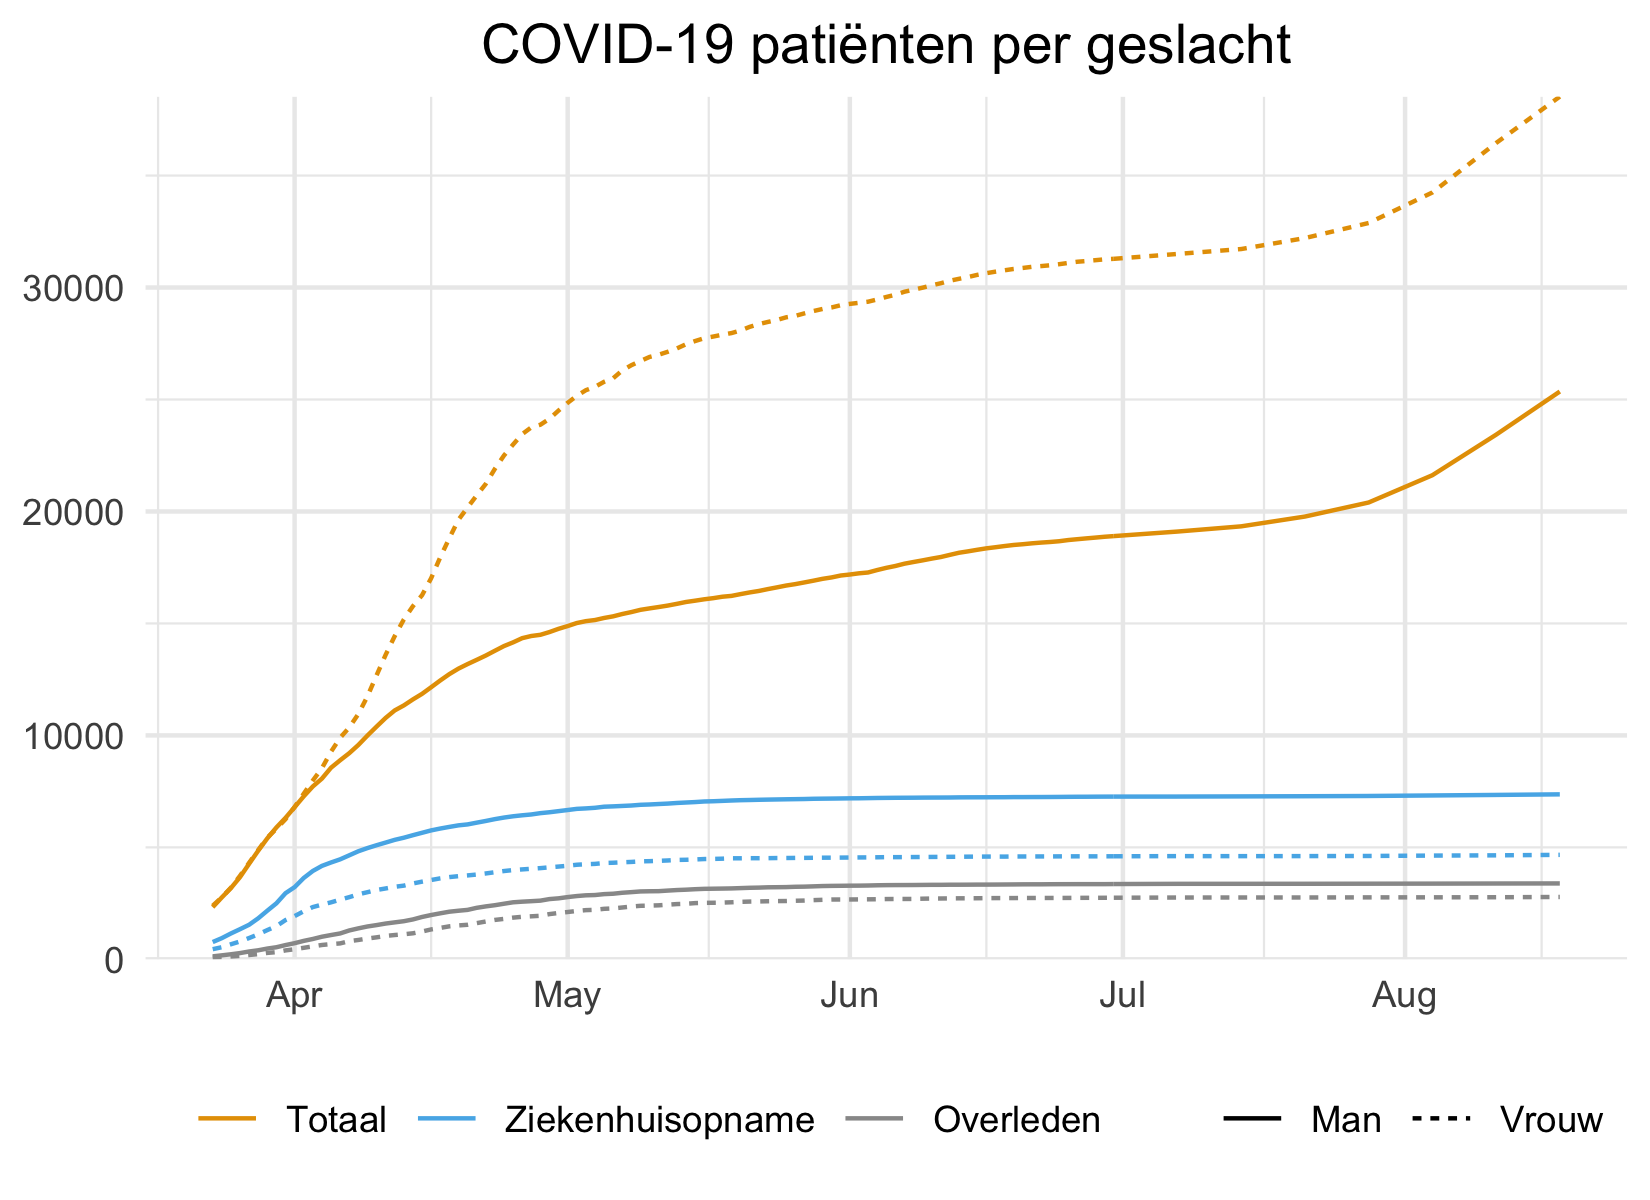 COVID-19 patiënten per geslacht
30000
20000
10000
0
Apr May Jun Jul Aug
Totaal Ziekenhuisopname Overleden Man Vrouw